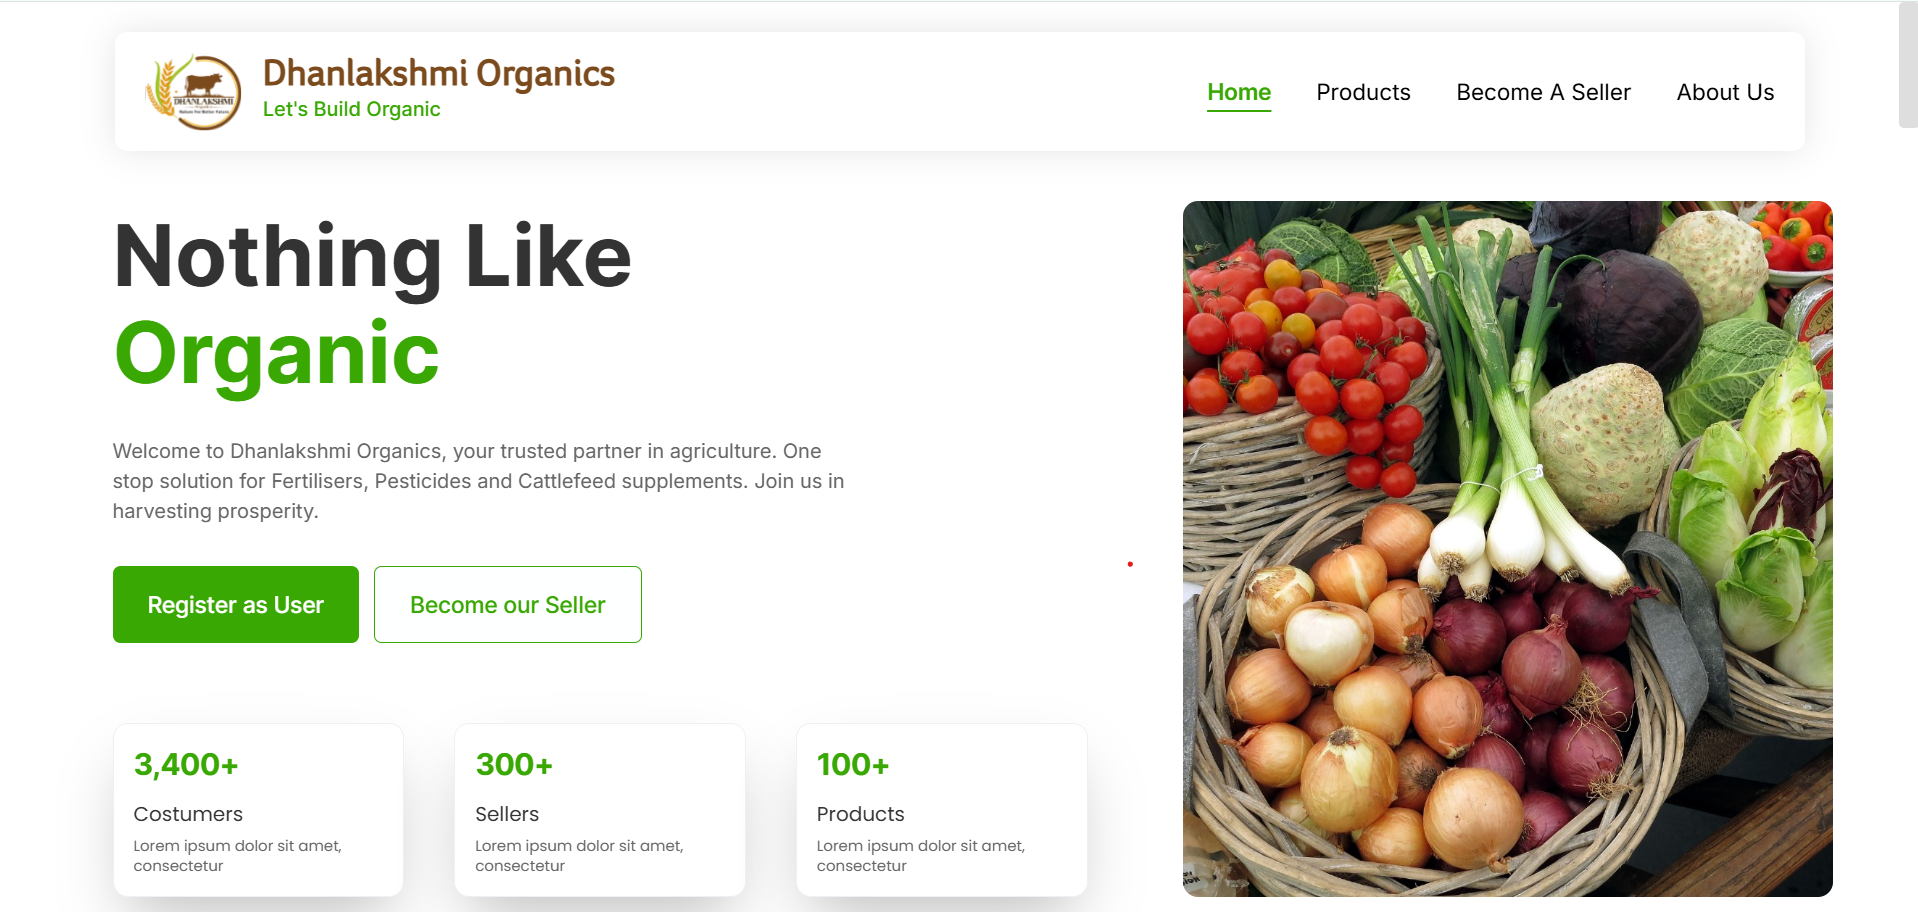 DHANLAKSHMI
Dhanlakshmi Organics
Let's Build Organic
Home
Products
Become A Seller
About Us
Nothing Like
Organic
Welcome to Dhanlakshmi Organics, your trusted partner in agriculture. One
stop solution for Fertilisers, Pesticides and Cattlefeed supplements. Join us in
harvesting prosperity.
Register as User
Become our Seller
3,400+
Costumers
Lorem ipsum dolor sit amet,
consectetur
300+
Sellers
Lorem ipsum dolor sit amet,
consectetur
100+
Products
Lorem ipsum dolor sit amet,
consectetur